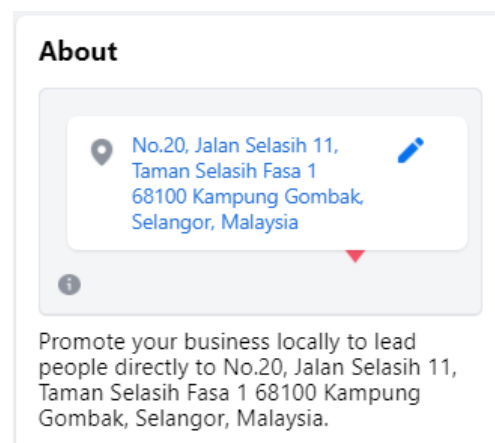 About
No.20, Jalan Selasih 11,
Taman Selasih Fasa 1
68100 Kampung Gombak,
Selangor, Malaysia
Promote your business locally to lead
people directly to No.20, Jalan Selasih 11,
Taman Selasih Fasa 1 68100 Kampung
Gombak, Selangor, Malaysia.